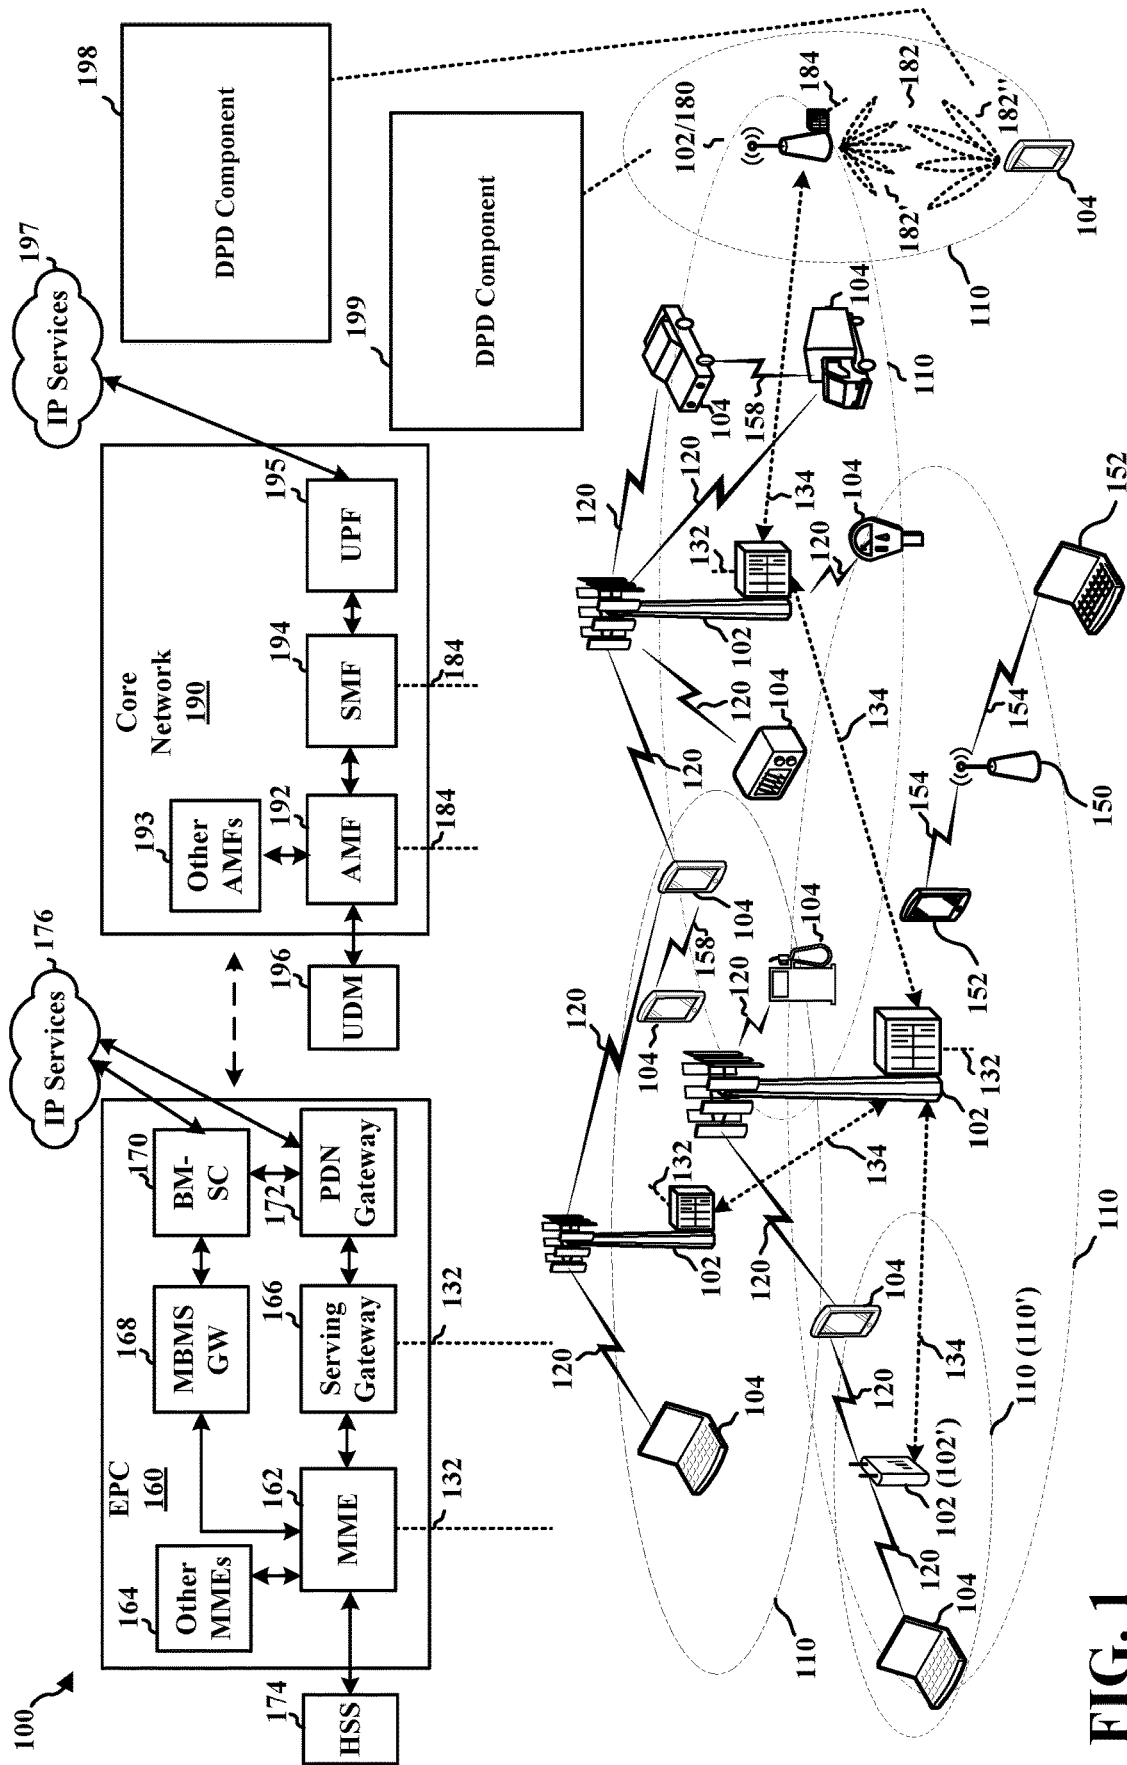 100
EPC
160
164
Other
MMEs
162
MME
132
174
HSS
168
MBMS
GW
166
Serving
Gateway
132
170
BM-
SC
172
PDN
Gateway
IP Services
176
Core
Network
190
193
Other
AMFs
192
AMF
184
196
UDM
194
SMF
184
195
UPF
IP Services
197
198
DPD Component
199
DPD Component
120
104
110
102
132
120
134
120
104
120
104
120
102 (102')
134
110 (110')
110
104
158
104
120
104
102
132
120
104
120
102
132
134
120
120
104
158
104
110
134
120
104
134
152
154
150
154
152
102/180
184
182'
182
182''
104
110
FIG. 1